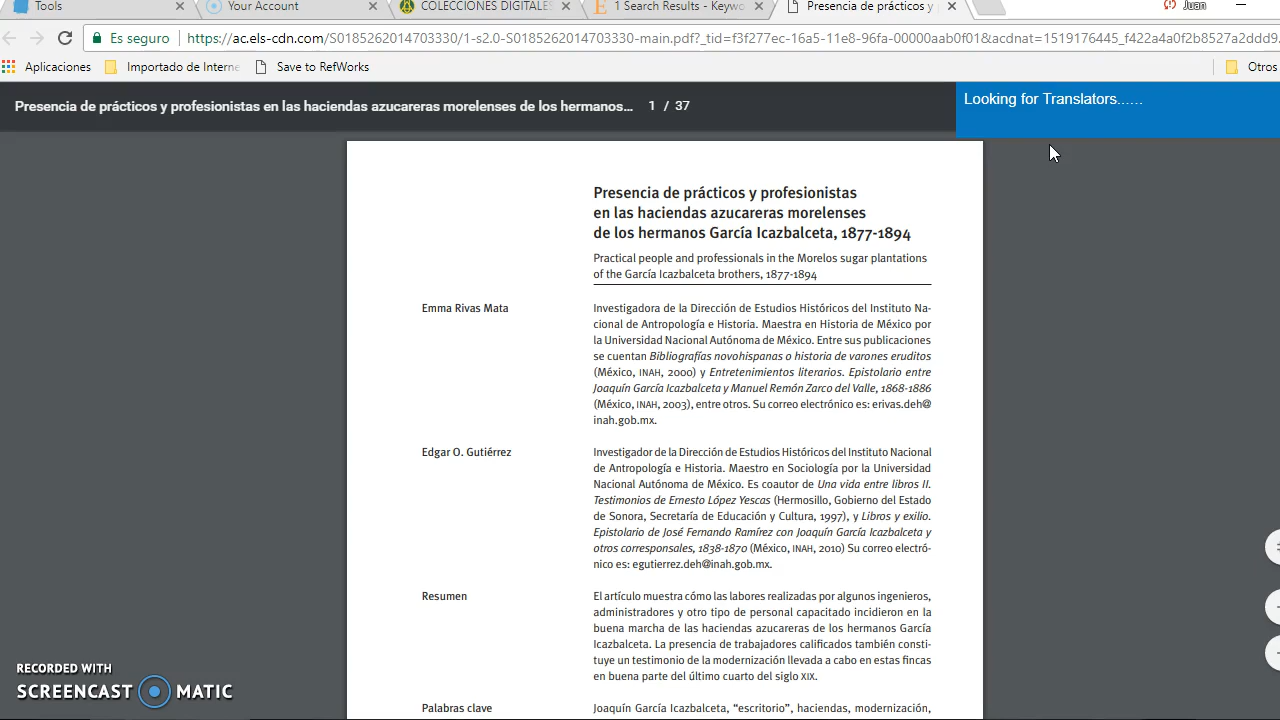 Tools
Your Account
COLECCIONES DIGITALES
1 Search Results - Keywo
Presencia de prácticos y
Juan
Es seguro
https://ac.els-cdn.com/S0185262014703330/1-s2.0-S0185262014703330-main.pdf?_tid=f3f277ec-16a5-11e8-96fa-00000aab0f01&acdnat=1519176445_f422a4a0f2b8527a2ddd9
Aplicaciones
Importado de Interne
Save to RefWorks
Otros
Presencia de prácticos y profesionistas en las haciendas azucareras morelenses de los hermanos... 1 / 37
Looking for Translators......
Presencia de prácticos y profesionistas
en las haciendas azucareras morelenses
de los hermanos García Icazbalceta, 1877-1894
Practical people and professionals in the Morelos sugar plantations
of the García Icazbalceta brothers, 1877-1894
Emma Rivas Mata
Investigadora de la Dirección de Estudios Históricos del Instituto Na-
cional de Antropología e Historia. Maestra en Historia de México por
la Universidad Nacional Autónoma de México. Entre sus publicaciones
se cuentan Bibliografías novohispanas o historia de varones eruditos
(México, INAH, 2000) y Entretenimientos literarios. Epistolario entre
Joaquín García Icazbalceta y Manuel Remón Zarco del Valle, 1868-1886
(México, INAH, 2003), entre otros. Su correo electrónico es: erivas.deh@
inah.gob.mx.
Edgar O. Gutiérrez
Investigador de la Dirección de Estudios Históricos del Instituto Nacional
de Antropología e Historia. Maestro en Sociología por la Universidad
Nacional Autónoma de México. Es coautor de Una vida entre libros II.
Testimonios de Ernesto López Yescas (Hermosillo, Gobierno del Estado
de Sonora, Secretaría de Educación y Cultura, 1997), y Libros y exilio.
Epistolario de José Fernando Ramírez con Joaquín García Icazbalceta y
otros corresponsales, 1838-1870 (México, INAH, 2010) Su correo electró-
nico es: egutierrez.deh@inah.gob.mx.
Resumen
El artículo muestra cómo las labores realizadas por algunos ingenieros,
administradores y otro tipo de personal capacitado incidieron en la
buena marcha de las haciendas azucareras de los hermanos García
Icazbalceta. La presencia de trabajadores calificados también consti-
tuye un testimonio de la modernización llevada a cabo en estas fincas
en buena parte del último cuarto del siglo XIX.
Palabras clave
Joaquín García Icazbalceta, “escritorio”, haciendas, modernización,
RECORDED WITH
SCREENCAST MATIC